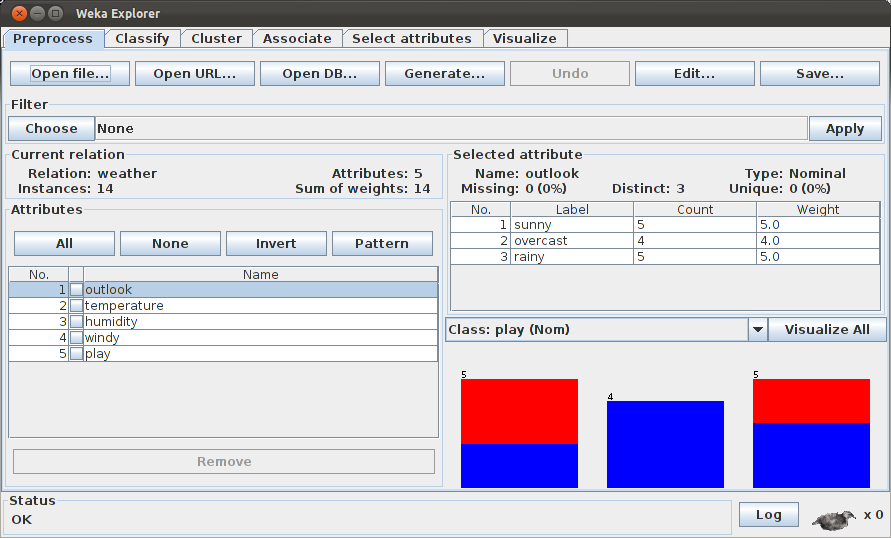 Weka Explorer
Preprocess Classify Cluster Associate Select attributes Visualize
Open file... Open URL... Open DB... Generate... Undo Edit... Save...
Filter
Choose None Apply
Current relation
Relation: weather Attributes: 5
Instances: 14 Sum of weights: 14
Attributes
All None Invert Pattern
No. Name
1 outlook
2 temperature
3 humidity
4 windy
5 play
Remove
Selected attribute
Name: outlook Type: Nominal
Missing: 0 (0%) Distinct: 3 Unique: 0 (0%)
No. Label Count Weight
1 sunny 5 5.0
2 overcast 4 4.0
3 rainy 5 5.0
Class: play (Nom) Visualize All
5 4 5
Status
OK
Log x 0